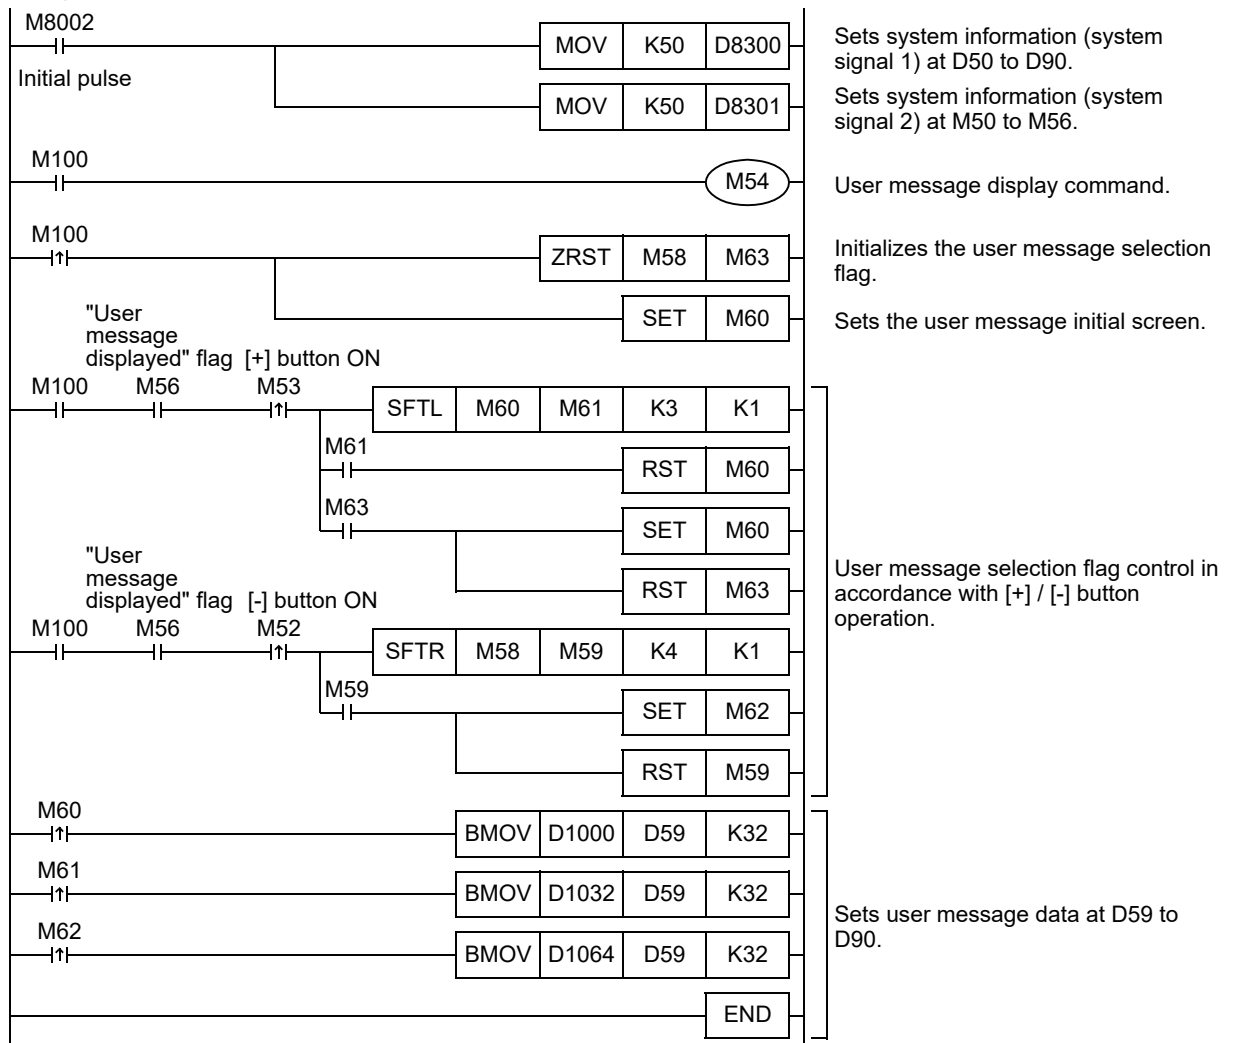 M8002
MOV K50 D8300
Sets system information (system
signal 1) at D50 to D90.
Initial pulse
MOV K50 D8301
Sets system information (system
signal 2) at M50 to M56.
M100
M54
User message display command.
M100
ZRST M58 M63
Initializes the user message selection
flag.
SET M60
Sets the user message initial screen.
"User
message
displayed" flag [+] button ON
M100 M56 M53
SFTL M60 M61 K3 K1
M61
RST M60
M63
SET M60
RST M63
"User
message
displayed" flag [-] button ON
M100 M56 M52
SFTR M58 M59 K4 K1
M59
SET M62
RST M59
User message selection flag control in
accordance with [+] / [-] button
operation.
M60
BMOV D1000 D59 K32
M61
BMOV D1032 D59 K32
M62
BMOV D1064 D59 K32
Sets user message data at D59 to
D90.
END